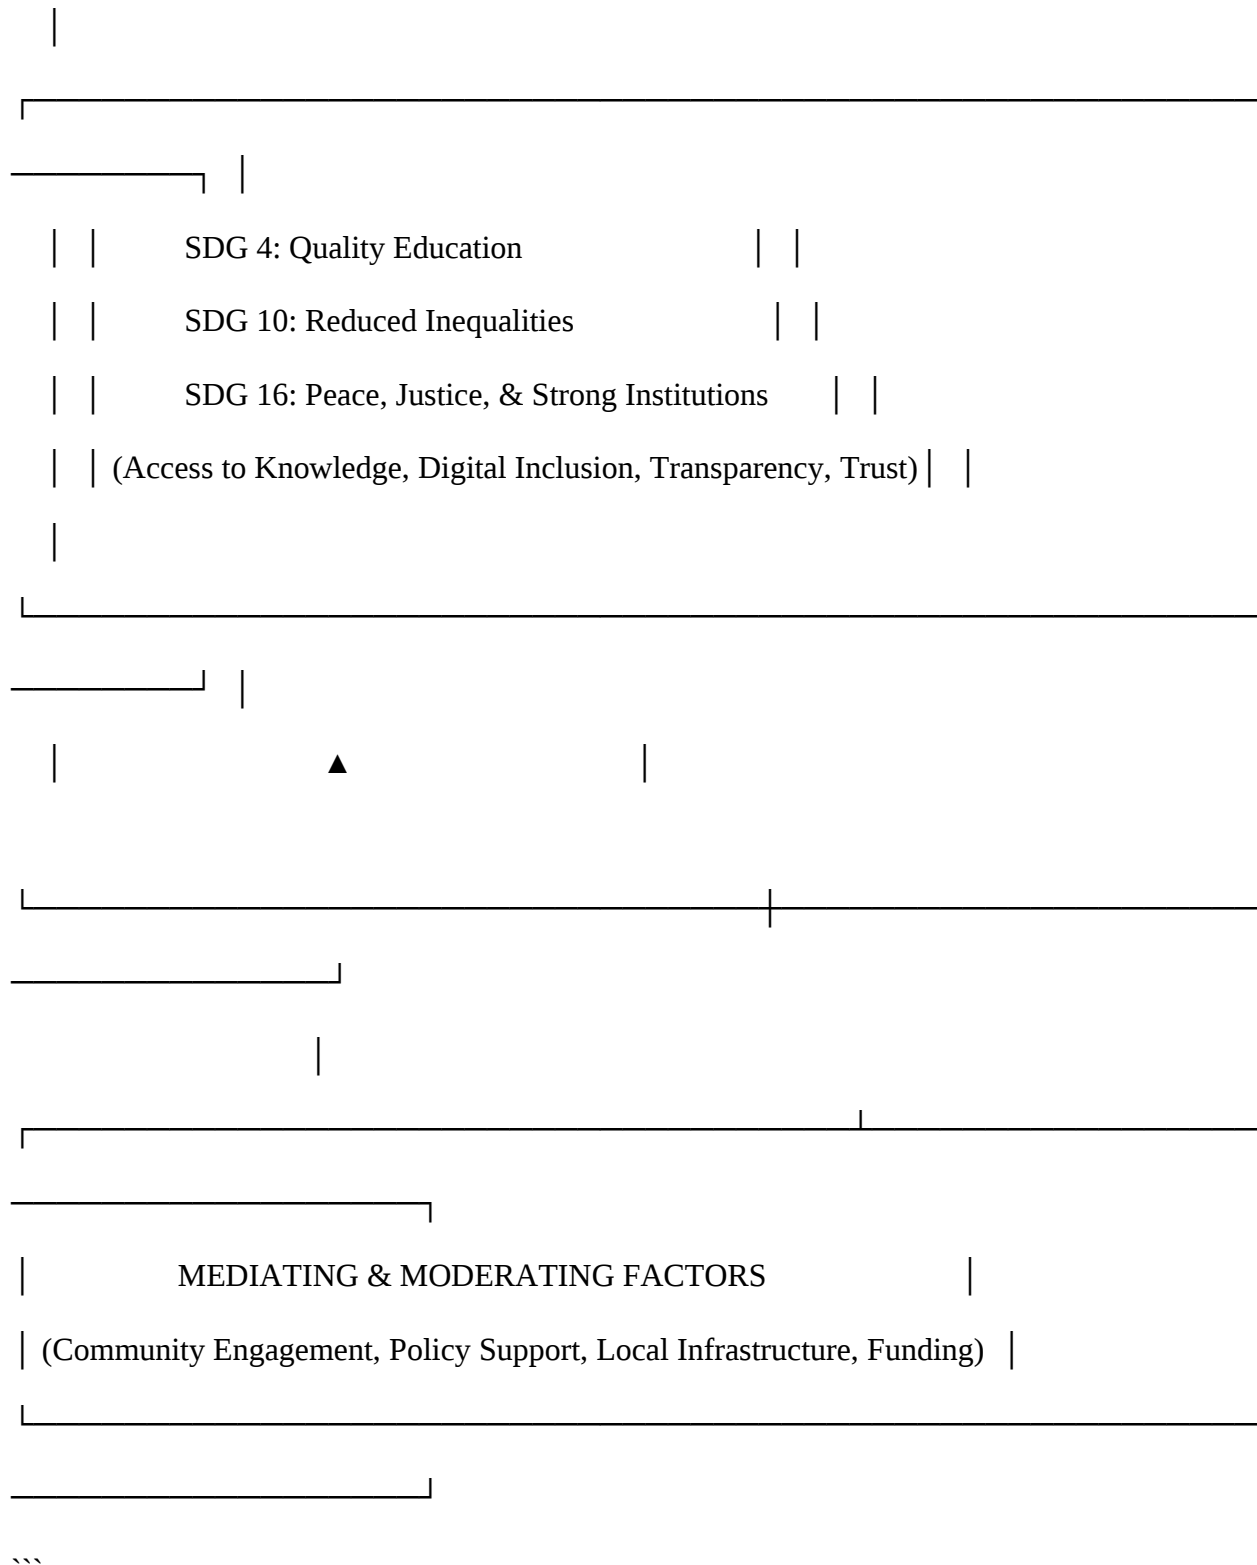 │
┌──────────────────────────────────────────────────────
────────┐ │
│ │ SDG 4: Quality Education │ │
│ │ SDG 10: Reduced Inequalities │ │
│ │ SDG 16: Peace, Justice, & Strong Institutions │ │
│ │ (Access to Knowledge, Digital Inclusion, Transparency, Trust)│ │
│
└──────────────────────────────────────────────────────
────────┘ │
│ ▲ │
└────────────────────────────────┼─────────────────────
──────────────┘
│
┌────────────────────────────────────┴─────────────────
──────────────────┐
│ MEDIATING & MODERATING FACTORS │
│ (Community Engagement, Policy Support, Local Infrastructure, Funding) │
└──────────────────────────────────────────────────────
──────────────────┘
```